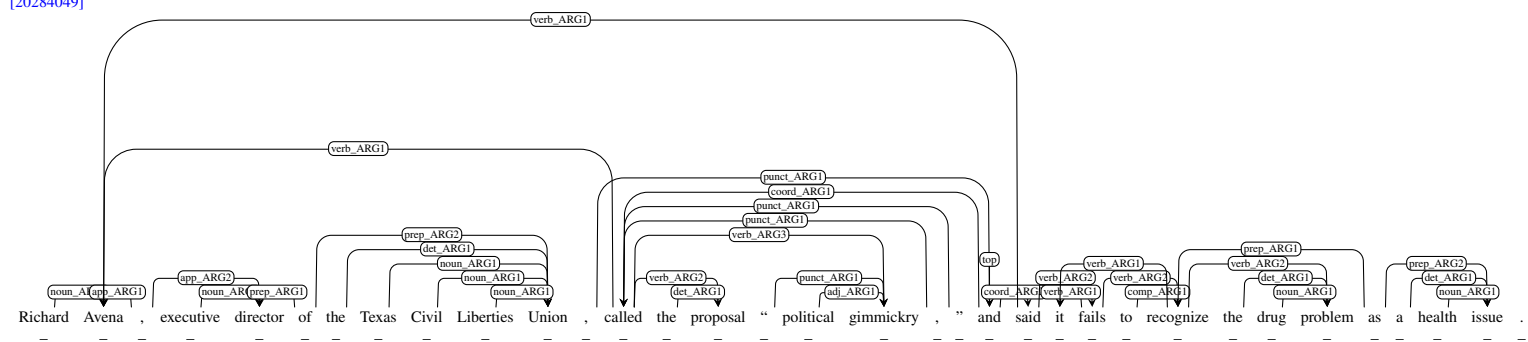 [20284049]
verb_ARG1
verb_ARG1
punct_ARG1
coord_ARG1
punct_ARG1
punct_ARG1
prep_ARG2 verb_ARG3
det_ARG1 prep_ARG1
noun_ARG1 top verb_ARG1 verb_ARG2 prep_ARG2
app_ARG2 noun_ARG1 verb_ARG2 punct_ARG1 verb_ARG2 verb_ARG2 det_ARG1 det_ARG1
app_ARG1 prep_ARG1 noun_ARG1 det_ARG1 adj_ARG1 verb_ARG1 comp_ARG1 noun_ARG1 noun_ARG1
Richard Avena , executive director of the Texas Civil Liberties Union , called the proposal “ political gimmickry , ” and said it fails to recognize the drug problem as a health issue .